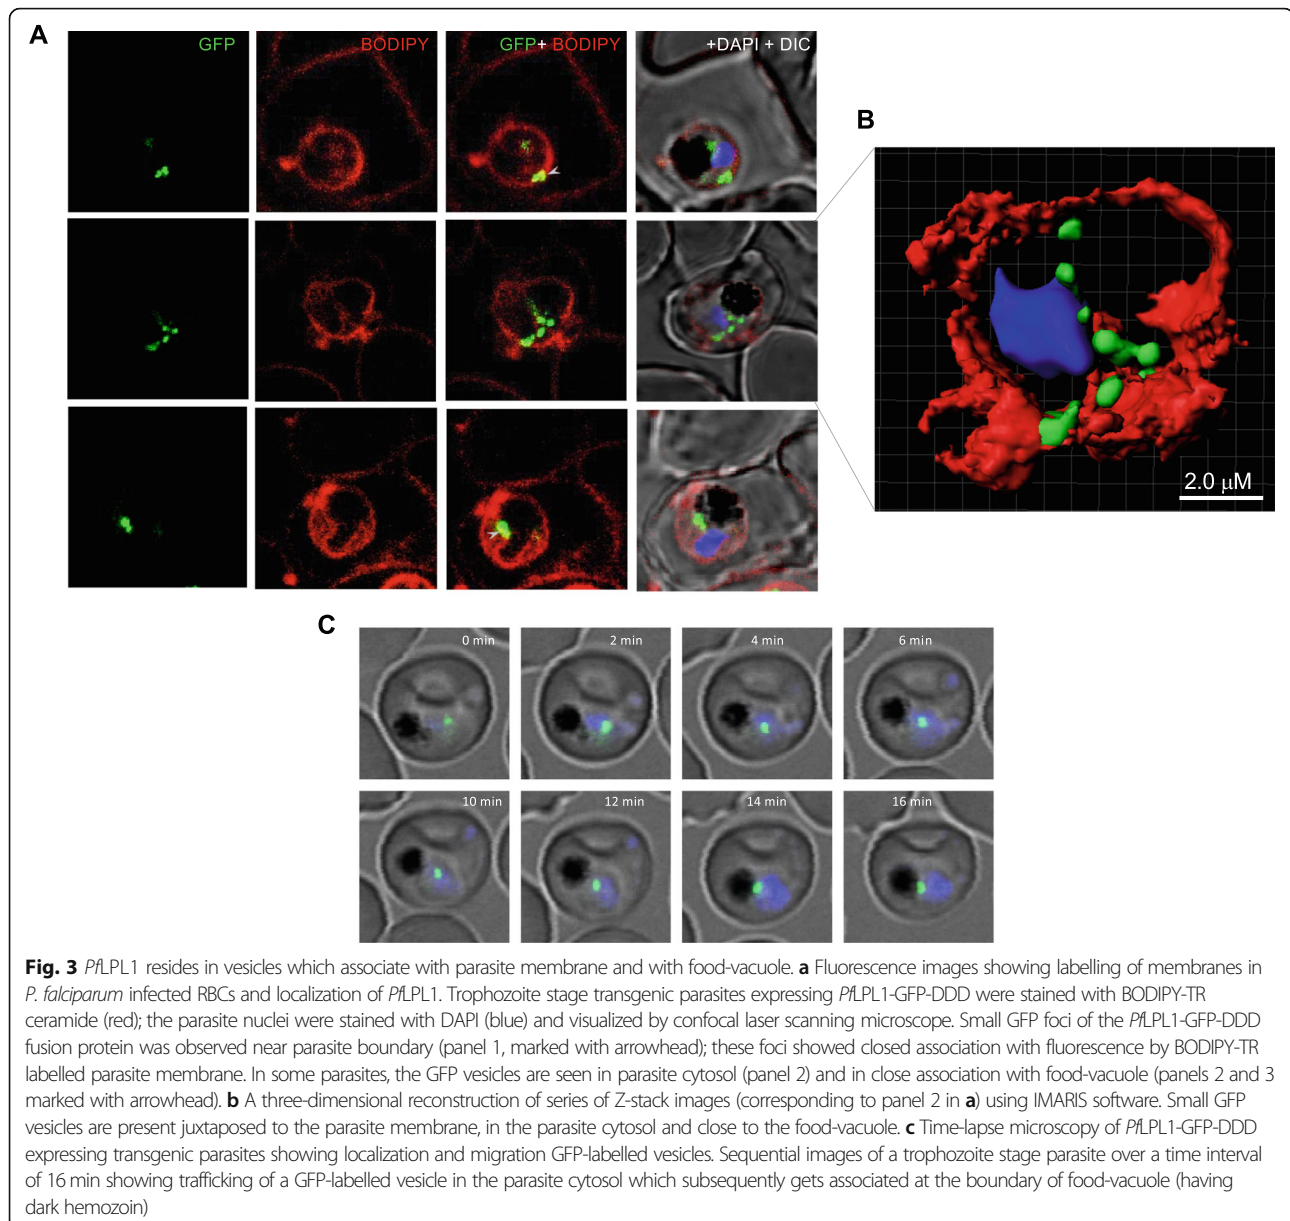 A
GFP
BODIPY
GFP+ BODIPY
+DAPI + DIC
B
2.0 μM
C
0 min
2 min
4 min
6 min
10 min
12 min
14 min
16 min
Fig. 3 PfLPL1 resides in vesicles which associate with parasite membrane and with food-vacuole. a Fluorescence images showing labelling of membranes in
P. falciparum infected RBCs and localization of PfLPL1. Trophozoite stage transgenic parasites expressing PfLPL1-GFP-DDD were stained with BODIPY-TR
ceramide (red); the parasite nuclei were stained with DAPI (blue) and visualized by confocal laser scanning microscope. Small GFP foci of the PfLPL1-GFP-DDD
fusion protein was observed near parasite boundary (panel 1, marked with arrowhead); these foci showed closed association with fluorescence by BODIPY-TR
labelled parasite membrane. In some parasites, the GFP vesicles are seen in parasite cytosol (panel 2) and in close association with food-vacuole (panels 2 and 3
marked with arrowhead). b A three-dimensional reconstruction of series of Z-stack images (corresponding to panel 2 in a) using IMARIS software. Small GFP
vesicles are present juxtaposed to the parasite membrane, in the parasite cytosol and close to the food-vacuole. c Time-lapse microscopy of PfLPL1-GFP-DDD
expressing transgenic parasites showing localization and migration GFP-labelled vesicles. Sequential images of a trophozoite stage parasite over a time interval
of 16 min showing trafficking of a GFP-labelled vesicle in the parasite cytosol which subsequently gets associated at the boundary of food-vacuole (having
dark hemozoin)